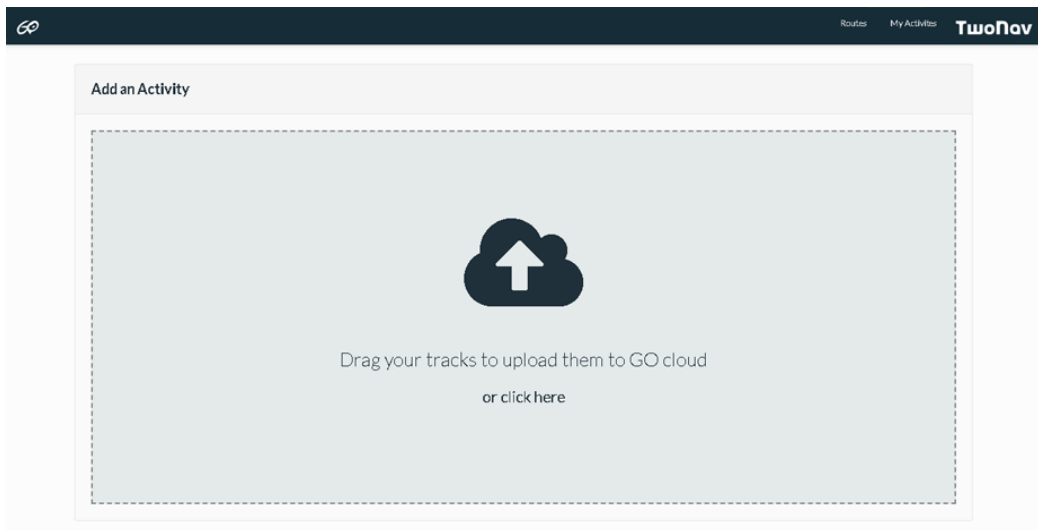 GO
Routes
My Activites
TwoNav
Add an Activity
Drag your tracks to upload them to GO cloud
or click here